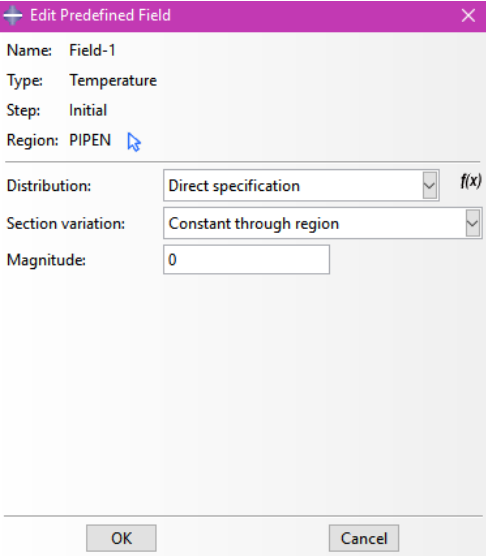 Edit Predefined Field
Name: Field-1
Type: Temperature
Step: Initial
Region: PIPEN
Distribution: Direct specification f(x)
Section variation: Constant through region
Magnitude: 0
OK Cancel